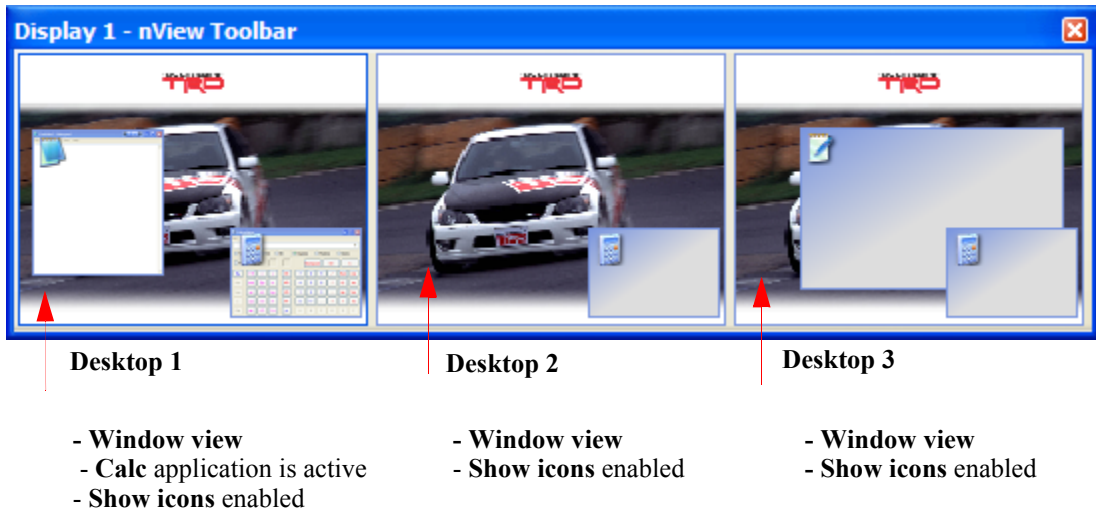 Display 1 - nView Toolbar
TRD TRD TRD
Desktop 1
Desktop 2
Desktop 3
- Window view
- Calc application is active
- Show icons enabled
- Window view
- Show icons enabled
- Window view
- Show icons enabled